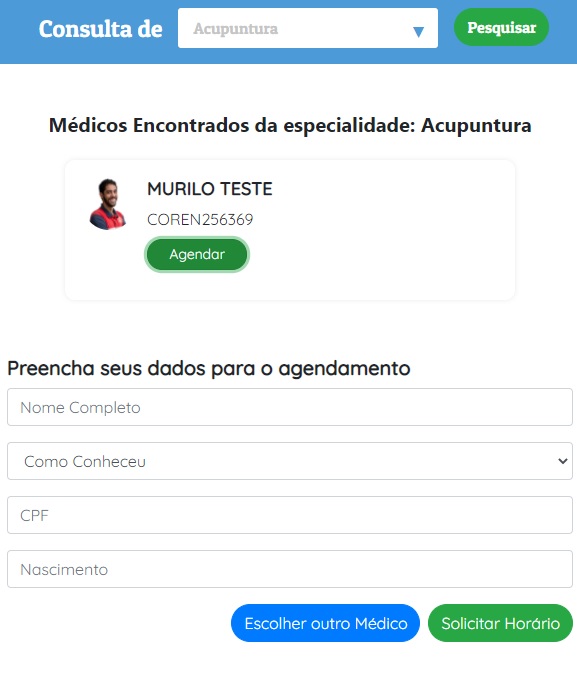 Consulta de
Acupuntura
Pesquisar
Médicos Encontrados da especialidade: Acupuntura
MURILO TESTE
COREN256369
Agendar
Preencha seus dados para o agendamento
Nome Completo
Como Conheceu
CPF
Nascimento
Escolher outro Médico
Solicitar Horário